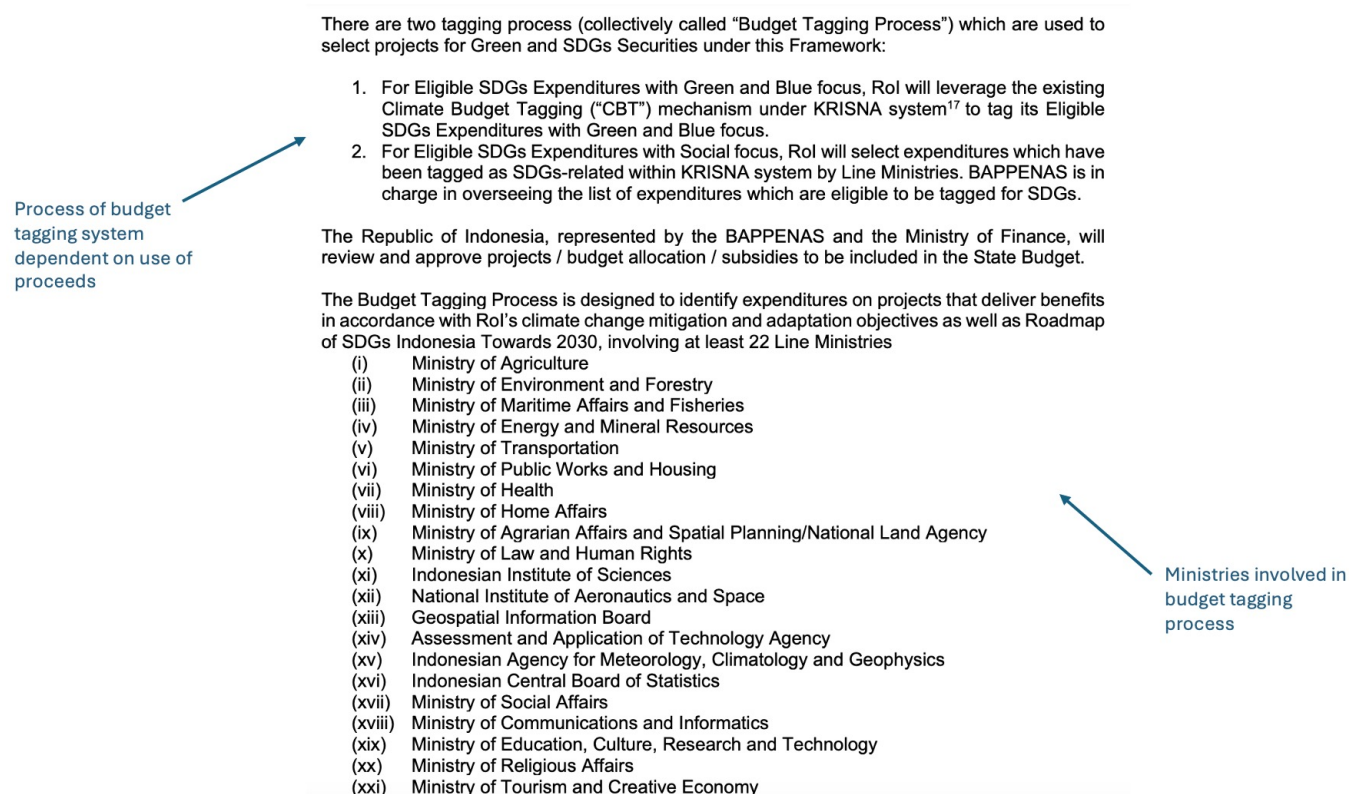 There are two tagging process (collectively called “Budget Tagging Process”) which are used to
select projects for Green and SDGs Securities under this Framework:
1. For Eligible SDGs Expenditures with Green and Blue focus, RoI will leverage the existing
Climate Budget Tagging (“CBT”) mechanism under KRISNA system17 to tag its Eligible
SDGs Expenditures with Green and Blue focus.
2. For Eligible SDGs Expenditures with Social focus, RoI will select expenditures which have
been tagged as SDGs-related within KRISNA system by Line Ministries. BAPPENAS is in
charge in overseeing the list of expenditures which are eligible to be tagged for SDGs.
Process of budget
tagging system
dependent on use of
proceeds
The Republic of Indonesia, represented by the BAPPENAS and the Ministry of Finance, will
review and approve projects / budget allocation / subsidies to be included in the State Budget.
The Budget Tagging Process is designed to identify expenditures on projects that deliver benefits
in accordance with RoI’s climate change mitigation and adaptation objectives as well as Roadmap
of SDGs Indonesia Towards 2030, involving at least 22 Line Ministries
(i) Ministry of Agriculture
(ii) Ministry of Environment and Forestry
(iii) Ministry of Maritime Affairs and Fisheries
(iv) Ministry of Energy and Mineral Resources
(v) Ministry of Transportation
(vi) Ministry of Public Works and Housing
(vii) Ministry of Health
(viii) Ministry of Home Affairs
(ix) Ministry of Agrarian Affairs and Spatial Planning/National Land Agency
(x) Ministry of Law and Human Rights
(xi) Indonesian Institute of Sciences
(xii) National Institute of Aeronautics and Space
(xiii) Geospatial Information Board
(xiv) Assessment and Application of Technology Agency
(xv) Indonesian Agency for Meteorology, Climatology and Geophysics
(xvi) Indonesian Central Board of Statistics
(xvii) Ministry of Social Affairs
(xviii) Ministry of Communications and Informatics
(xix) Ministry of Education, Culture, Research and Technology
(xx) Ministry of Religious Affairs
(xxi) Ministry of Tourism and Creative Economy
Ministries involved in
budget tagging
process